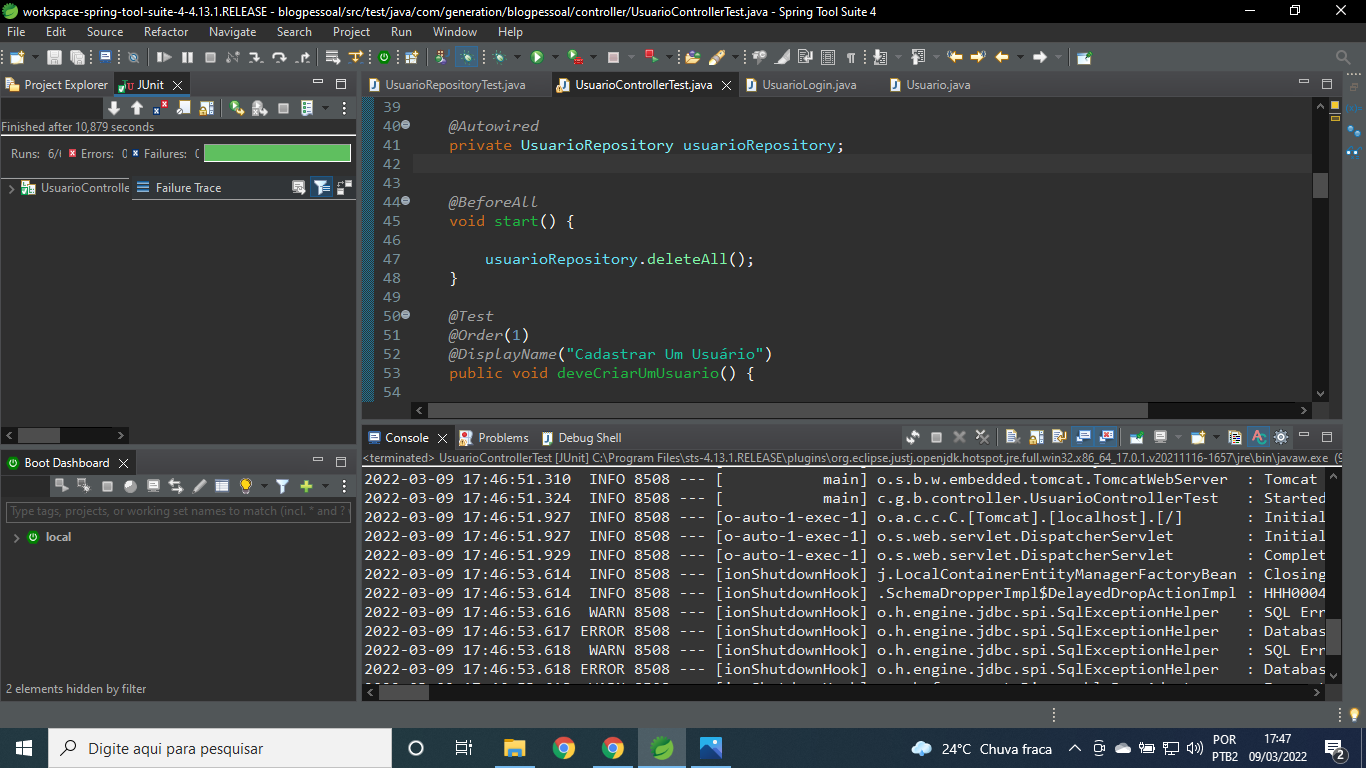 workspace-spring-tool-suite-4-4.13.1.RELEASE - blogpessoal/src/test/java/com/generation/blogpessoal/controller/UsuarioControllerTest.java - Spring Tool Suite 4
File Edit Source Refactor Navigate Search Project Run Window Help
Project Explorer JUnit
Finished after 10,879 seconds
Runs: 6/ Errors: 0 Failures:
UsuarioControlle Failure Trace
UsuarioRepositoryTest.java UsuarioControllerTest.java UsuarioLogin.java Usuario.java
39
40 @Autowired
41 private UsuarioRepository usuarioRepository;
42
43
44 @BeforeAll
45 void start() {
46
47 usuarioRepository.deleteAll();
48 }
49
50 @Test
51 @Order(1)
52 @DisplayName("Cadastrar Um Usuário")
53 public void deveCriarUmUsuario() {
54
Boot Dashboard
Type tags, projects, or working set names to match (incl. * and ?
local
2 elements hidden by filter
Console Problems Debug Shell
<terminated> UsuarioControllerTest [JUnit] C:\Program Files\sts-4.13.1.RELEASE\plugins\org.eclipse.justj.openjdk.hotspot.jre.full.win32.x86_64_17.0.1.v20211116-1657\jre\bin\javaw.exe
2022-03-09 17:46:51.310 INFO 8508 --- [ main] o.s.b.w.embedded.tomcat.TomcatWebServer : Tomcat
2022-03-09 17:46:51.324 INFO 8508 --- [ main] c.g.b.controller.UsuarioControllerTest : Started
2022-03-09 17:46:51.927 INFO 8508 --- [o-auto-1-exec-1] o.a.c.c.C.[Tomcat].[localhost].[/] : Initial
2022-03-09 17:46:51.927 INFO 8508 --- [o-auto-1-exec-1] o.s.web.servlet.DispatcherServlet : Initial
2022-03-09 17:46:51.929 INFO 8508 --- [o-auto-1-exec-1] o.s.web.servlet.DispatcherServlet : Complet
2022-03-09 17:46:53.614 INFO 8508 --- [ionShutdownHook] j.LocalContainerEntityManagerFactoryBean : Closing
2022-03-09 17:46:53.614 INFO 8508 --- [ionShutdownHook] .SchemaDropperImpl$DelayedDropActionImpl : HHH0004
2022-03-09 17:46:53.616 WARN 8508 --- [ionShutdownHook] o.h.engine.jdbc.spi.SqlExceptionHelper : SQL Err
2022-03-09 17:46:53.617 ERROR 8508 --- [ionShutdownHook] o.h.engine.jdbc.spi.SqlExceptionHelper : Databas
2022-03-09 17:46:53.618 WARN 8508 --- [ionShutdownHook] o.h.engine.jdbc.spi.SqlExceptionHelper : SQL Err
2022-03-09 17:46:53.618 ERROR 8508 --- [ionShutdownHook] o.h.engine.jdbc.spi.SqlExceptionHelper : Databas
Digite aqui para pesquisar
24°C Chuva fraca
POR
PTB2
17:47
09/03/2022
2